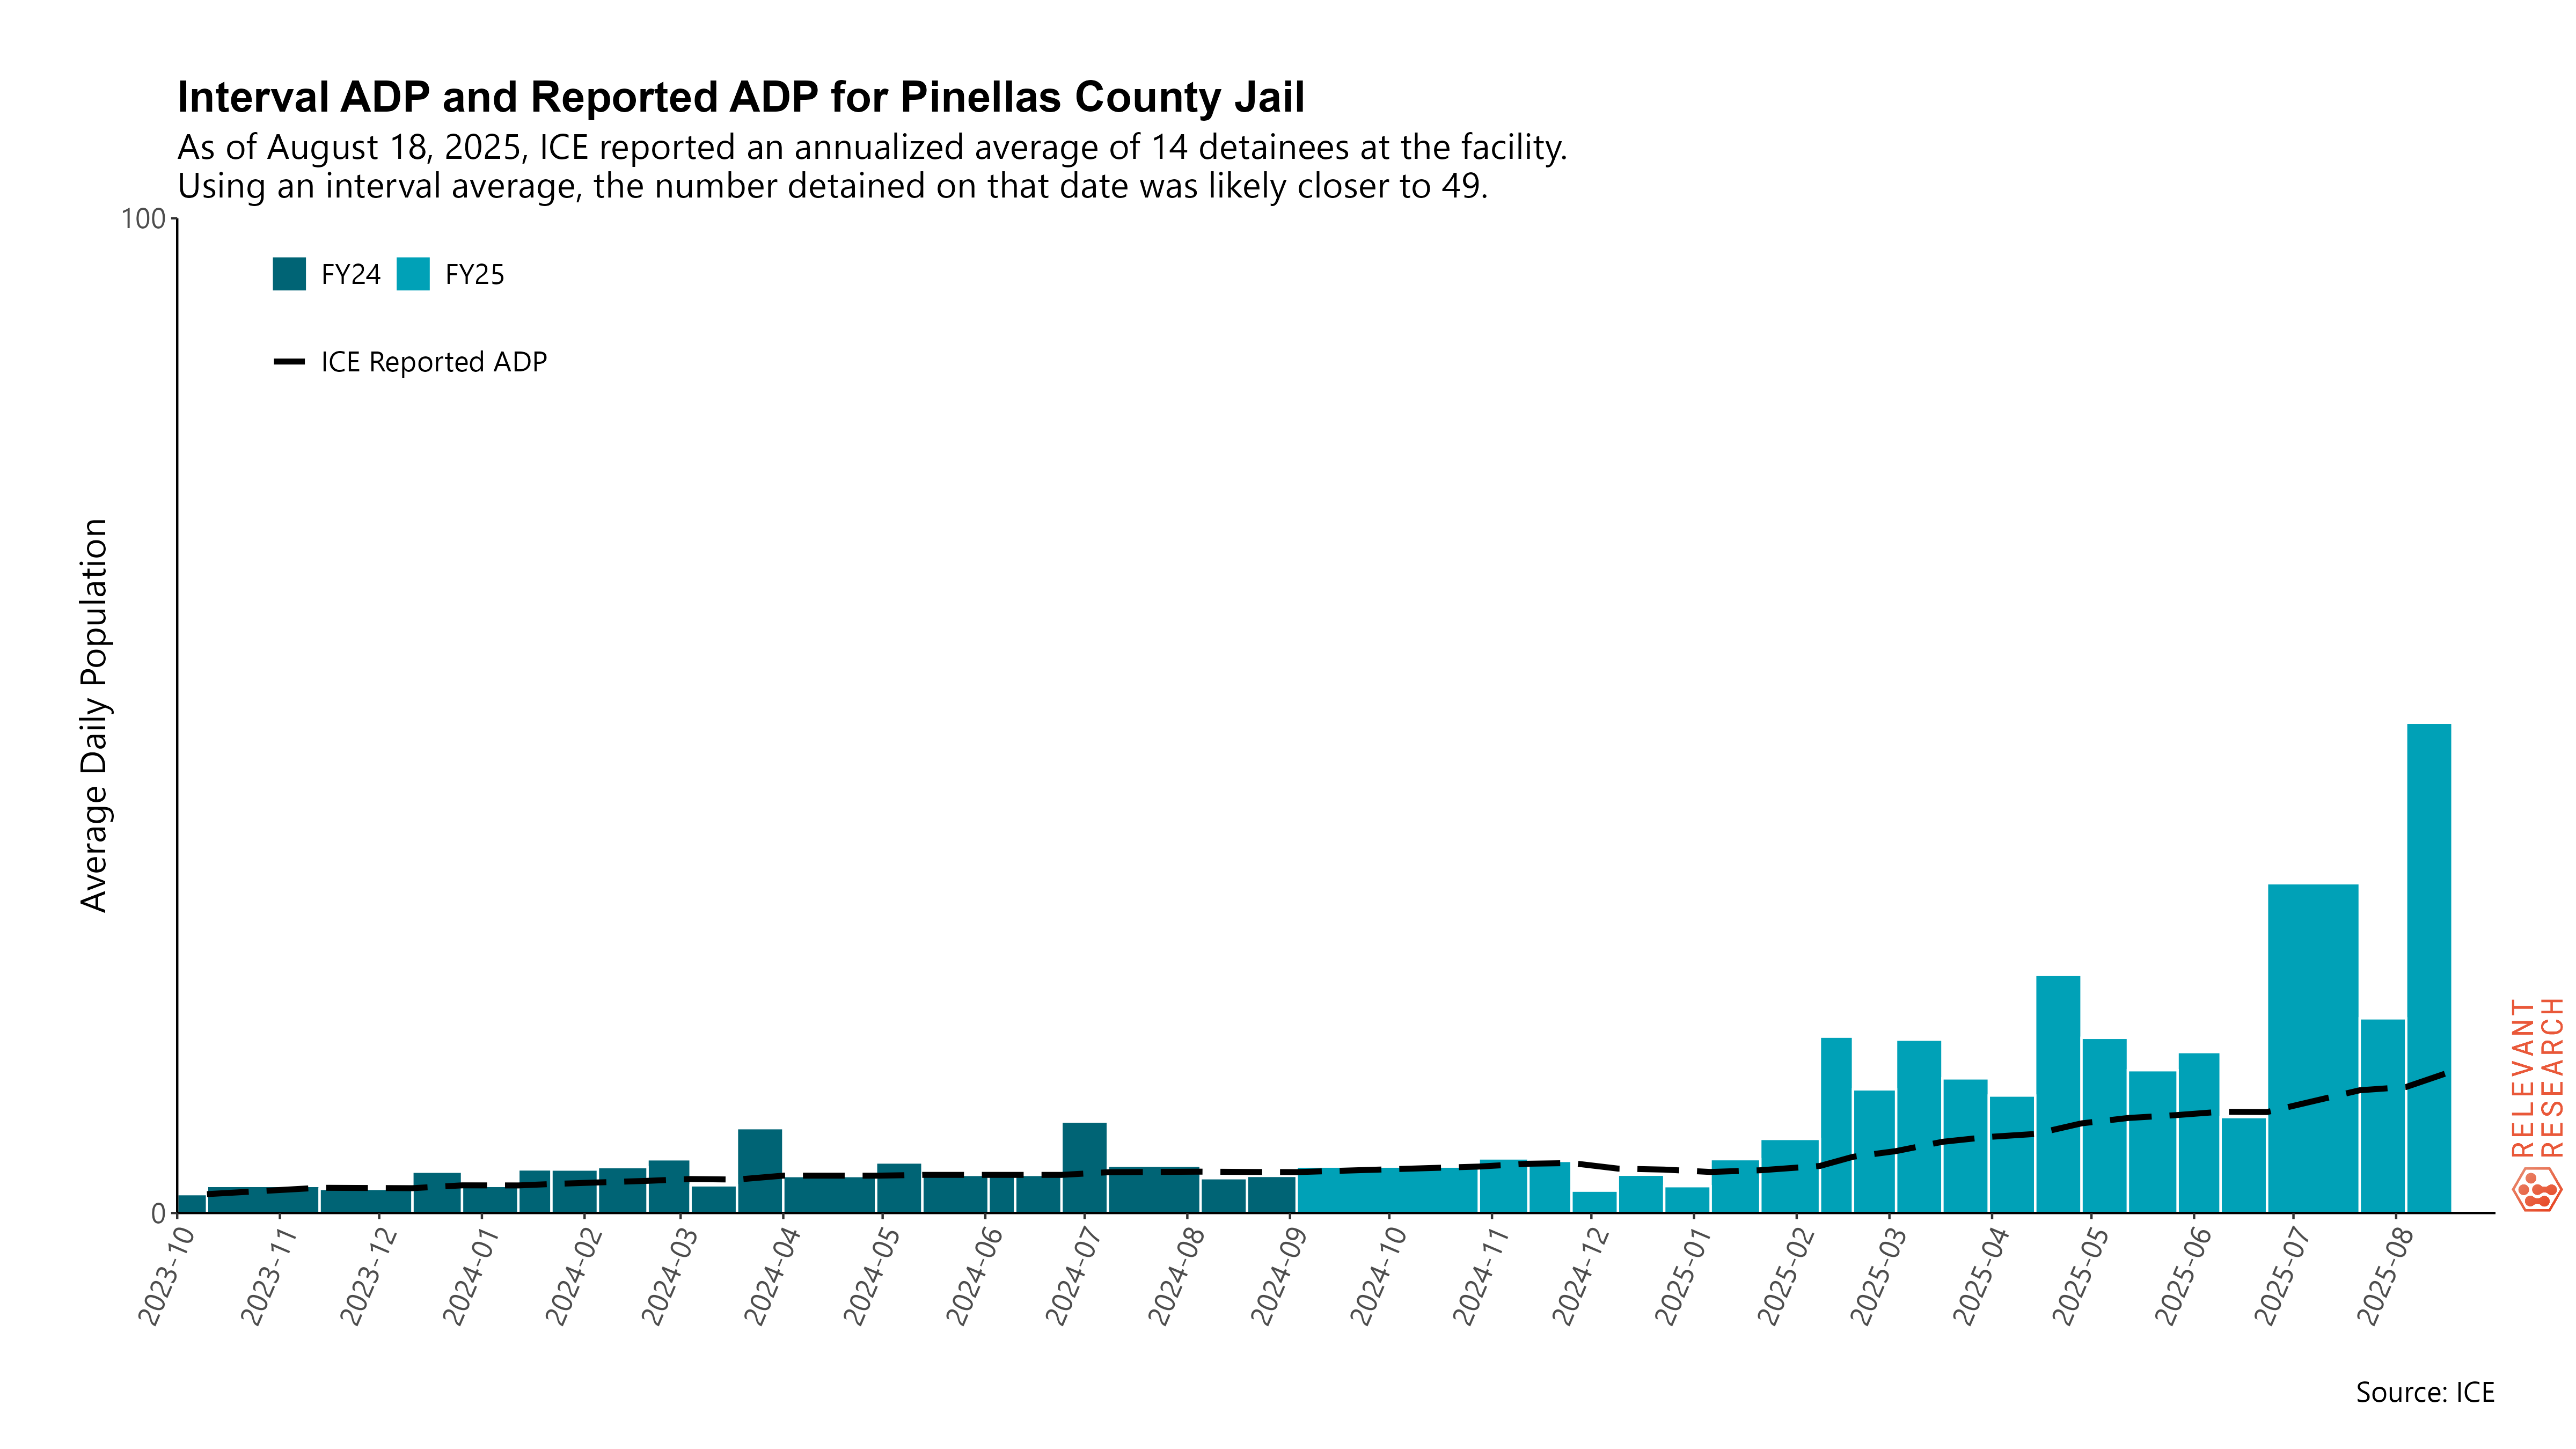 Interval ADP and Reported ADP for Pinellas County Jail
As of August 18, 2025, ICE reported an annualized average of 14 detainees at the facility.
Using an interval average, the number detained on that date was likely closer to 49.
100
FY24 FY25
ICE Reported ADP
Average Daily Population
0
2023-10
2023-11
2023-12
2024-01
2024-02
2024-03
2024-04
2024-05
2024-06
2024-07
2024-08
2024-09
2024-10
2024-11
2024-12
2025-01
2025-02
2025-03
2025-04
2025-05
2025-06
2025-07
2025-08
RELEVANT
RESEARCH
Source: ICE